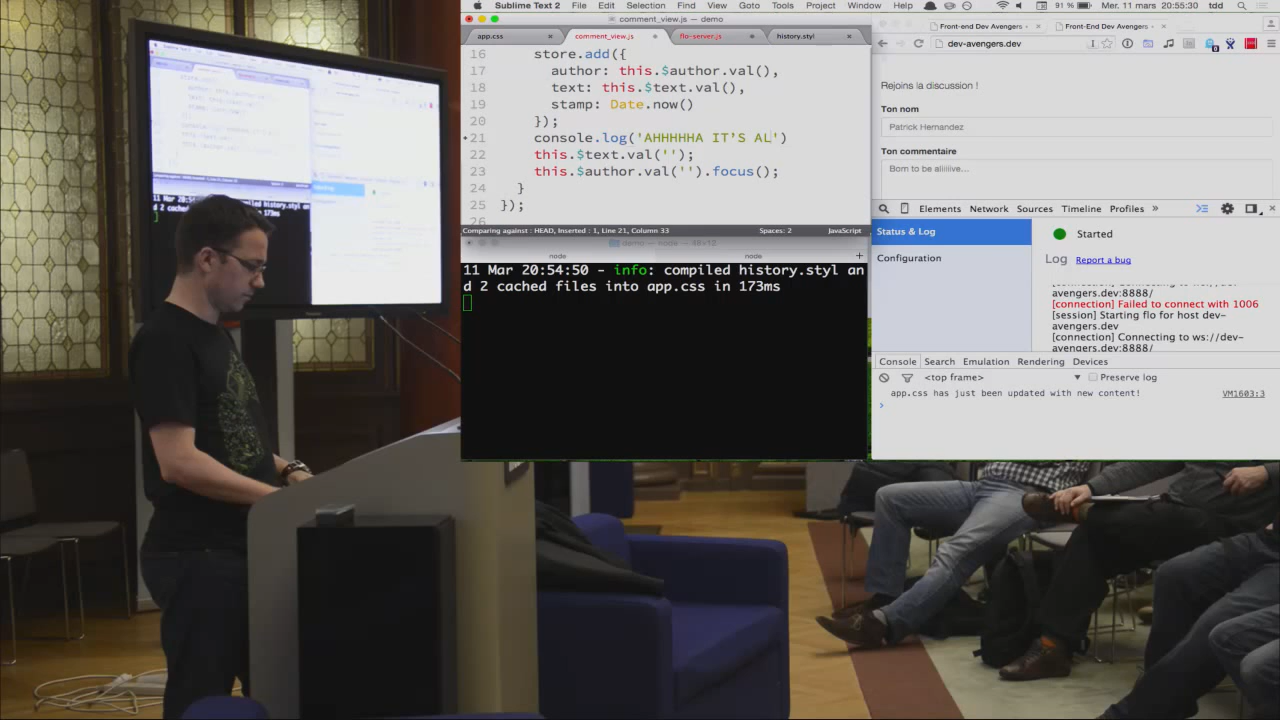 Sublime Text 2 File Edit Selection Find View Goto Tools Project Window Help 91 % Mer. 11 mars 20:55:30 tdd
comment_view.js — demo
app.css comment_view.js flo-server.js history.styl
16 store.add({
17 author: this.$author.val(),
18 text: this.$text.val(),
19 stamp: Date.now()
20 });
21 console.log('AHHHHHA IT’S AL')
22 this.$text.val('');
23 this.$author.val('').focus();
24 }
25 });
26
Comparing against : HEAD, Inserted : 1, Line 21, Column 33 Spaces: 2 JavaScript
demo — node — 48×12
node node
11 Mar 20:54:50 - info: compiled history.styl an
d 2 cached files into app.css in 173ms
Front-end Dev Avengers Front-End Dev Avengers
dev-avengers.dev
Rejoins la discussion !
Ton nom
Patrick Hernandez
Ton commentaire
Born to be aliiiiive…
Elements Network Sources Timeline Profiles »
Status & Log
Configuration
Started
Log Report a bug
avengers.dev:8888/
[connection] Failed to connect with 1006
[session] Starting flo for host dev-
avengers.dev
[connection] Connecting to ws://dev-
avengers.dev:8888/
Console Search Emulation Rendering Devices
<top frame> Preserve log
app.css has just been updated with new content! VM1603:3